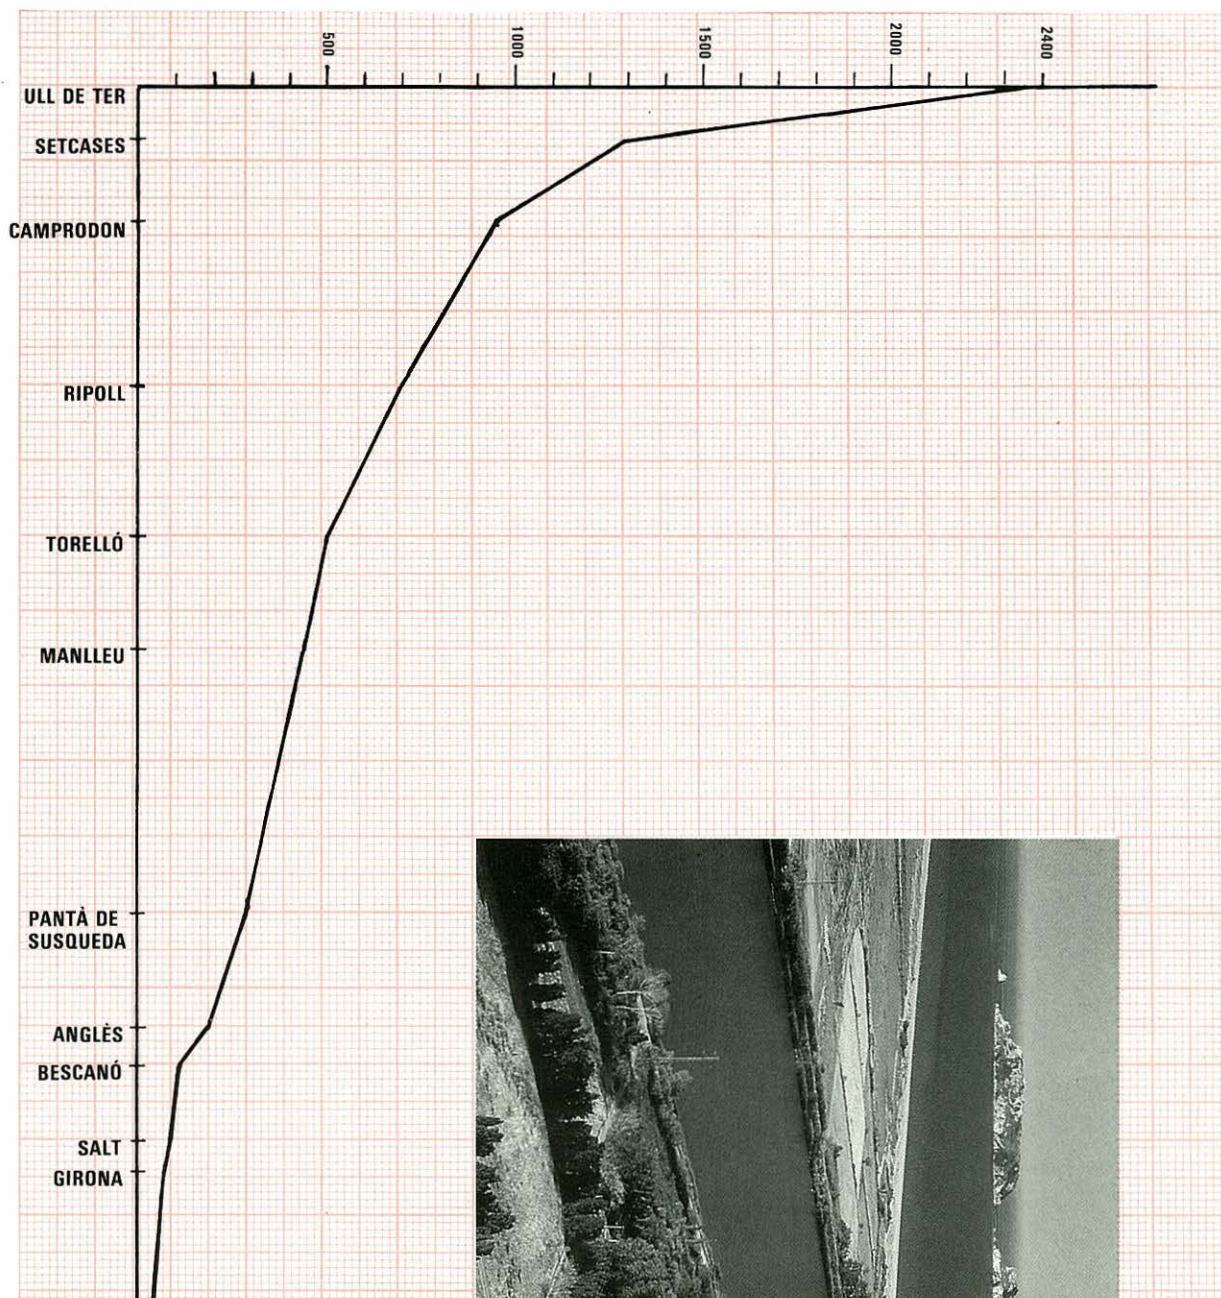 500
1000
1500
2000
2400
ULL DE TER
SETCASES
CAMPRODON
RIPOLL
TORELLÓ
MANLLEU
PANTÀ DE
SUSQUEDA
ANGLÈS
BESCANÓ
SALT
GIRONA